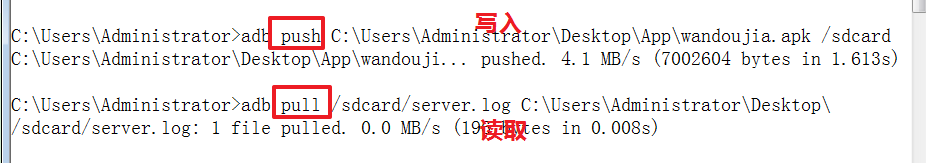 写入
C:\Users\Administrator>adb push C:\Users\Administrator\Desktop\App\wandoujia.apk /sdcard
C:\Users\Administrator\Desktop\App\wandouji... pushed. 4.1 MB/s (7002604 bytes in 1.613s)
C:\Users\Administrator>adb pull /sdcard/server.log C:\Users\Administrator\Desktop\
/sdcard/server.log: 1 file pulled. 0.0 MB/s (19 bytes in 0.008s)
读取